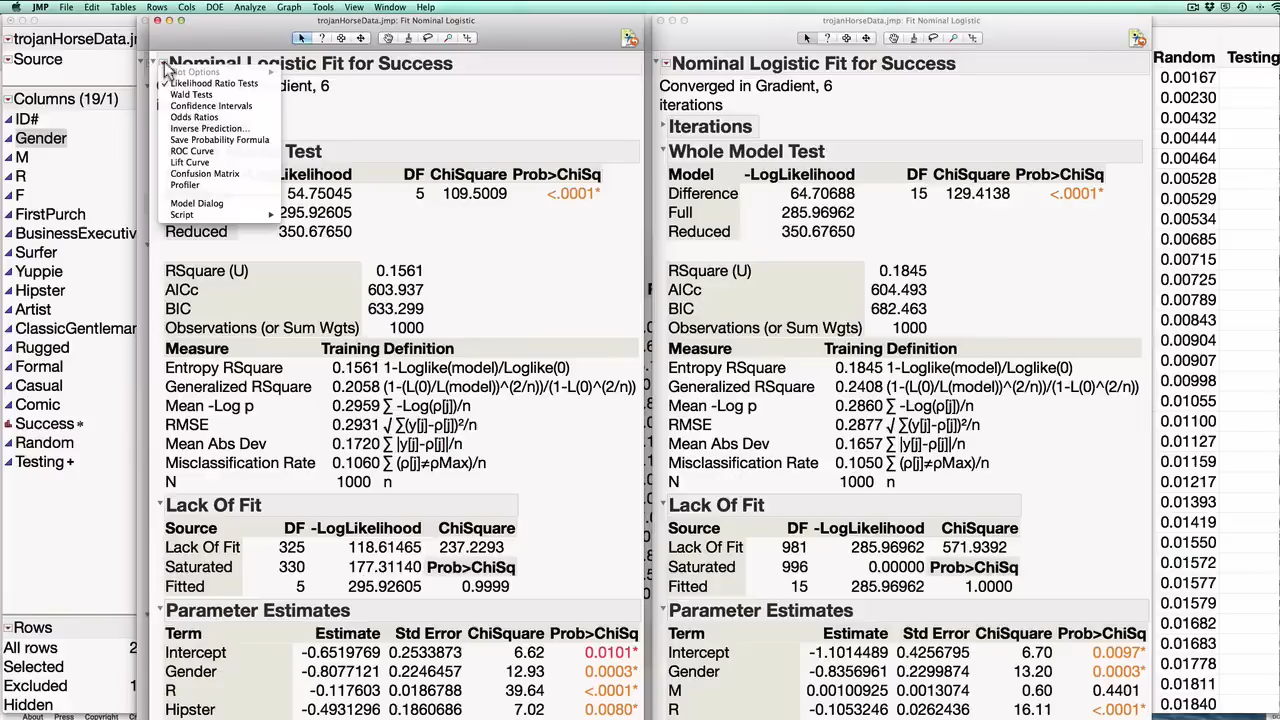 JMP File Edit Tables Rows Cols DOE Analyze Graph Tools View Window Help
trojanHorseData.jm
Source
Columns (19/1)
ID#
Gender
M
R
F
FirstPurch
BusinessExecutiv
Surfer
Yuppie
Hipster
Artist
ClassicGentleman
Rugged
Formal
Casual
Comic
Success*
Random
Testing+
Rows
All rows 2
Selected
Excluded 1
Hidden
About Press Copyright C
trojanHorseData.jmp: Fit Nominal Logistic
Nominal Logistic Fit for Success
Gradient, 6
Plot Options
Likelihood Ratio Tests
Wald Tests
Confidence Intervals
Odds Ratios
Inverse Prediction...
Save Probability Formula
ROC Curve
Lift Curve
Confusion Matrix
Profiler
Model Dialog
Script
Test
Likelihood DF ChiSquare Prob>ChiSq
54.75045 5 109.5009 <.0001*
295.92605
Reduced 350.67650
RSquare (U) 0.1561
AICc 603.937
BIC 633.299
Observations (or Sum Wgts) 1000
Measure Training Definition
Entropy RSquare 0.1561 1-Loglike(model)/Loglike(0)
Generalized RSquare 0.2058 (1-(L(0)/L(model))^(2/n))/(1-L(0)^(2/n))
Mean -Log p 0.2959 ∑ -Log(ρ[j])/n
RMSE 0.2931 √ ∑(y[j]-ρ[j])²/n
Mean Abs Dev 0.1720 ∑ |y[j]-ρ[j]|/n
Misclassification Rate 0.1060 ∑ (ρ[j]≠ρMax)/n
N 1000 n
Lack Of Fit
Source DF -LogLikelihood ChiSquare
Lack Of Fit 325 118.61465 237.2293
Saturated 330 177.31140 Prob>ChiSq
Fitted 5 295.92605 0.9999
Parameter Estimates
Term Estimate Std Error ChiSquare Prob>ChiSq
Intercept -0.6519769 0.2533873 6.62 0.0101*
Gender -0.8077121 0.2246457 12.93 0.0003*
R -0.117603 0.0186788 39.64 <.0001*
Hipster -0.4931296 0.1860686 7.02 0.0080*
trojanHorseData.jmp: Fit Nominal Logistic
Nominal Logistic Fit for Success
Converged in Gradient, 6
iterations
Iterations
Whole Model Test
Model -LogLikelihood DF ChiSquare Prob>ChiSq
Difference 64.70688 15 129.4138 <.0001*
Full 285.96962
Reduced 350.67650
RSquare (U) 0.1845
AICc 604.493
BIC 682.463
Observations (or Sum Wgts) 1000
Measure Training Definition
Entropy RSquare 0.1845 1-Loglike(model)/Loglike(0)
Generalized RSquare 0.2408 (1-(L(0)/L(model))^(2/n))/(1-L(0)^(2/n))
Mean -Log p 0.2860 ∑ -Log(ρ[j])/n
RMSE 0.2877 √ ∑(y[j]-ρ[j])²/n
Mean Abs Dev 0.1657 ∑ |y[j]-ρ[j]|/n
Misclassification Rate 0.1050 ∑ (ρ[j]≠ρMax)/n
N 1000 n
Lack Of Fit
Source DF -LogLikelihood ChiSquare
Lack Of Fit 981 285.96962 571.9392
Saturated 996 0.00000 Prob>ChiSq
Fitted 15 285.96962 1.0000
Parameter Estimates
Term Estimate Std Error ChiSquare Prob>ChiSq
Intercept -1.1014489 0.4256795 6.70 0.0097*
Gender -0.8356961 0.2299874 13.20 0.0003*
M 0.00100925 0.0013074 0.60 0.4401
R -0.1053246 0.0262436 16.11 <.0001*
Random Testing
0.00167
0.00230
0.00432
0.00444
0.00464
0.00528
0.00529
0.00534
0.00685
0.00715
0.00725
0.00789
0.00843
0.00904
0.00907
0.00998
0.01055
0.01100
0.01127
0.01159
0.01217
0.01393
0.01419
0.01550
0.01572
0.01577
0.01579
0.01682
0.01683
0.01778
0.01811
0.01840